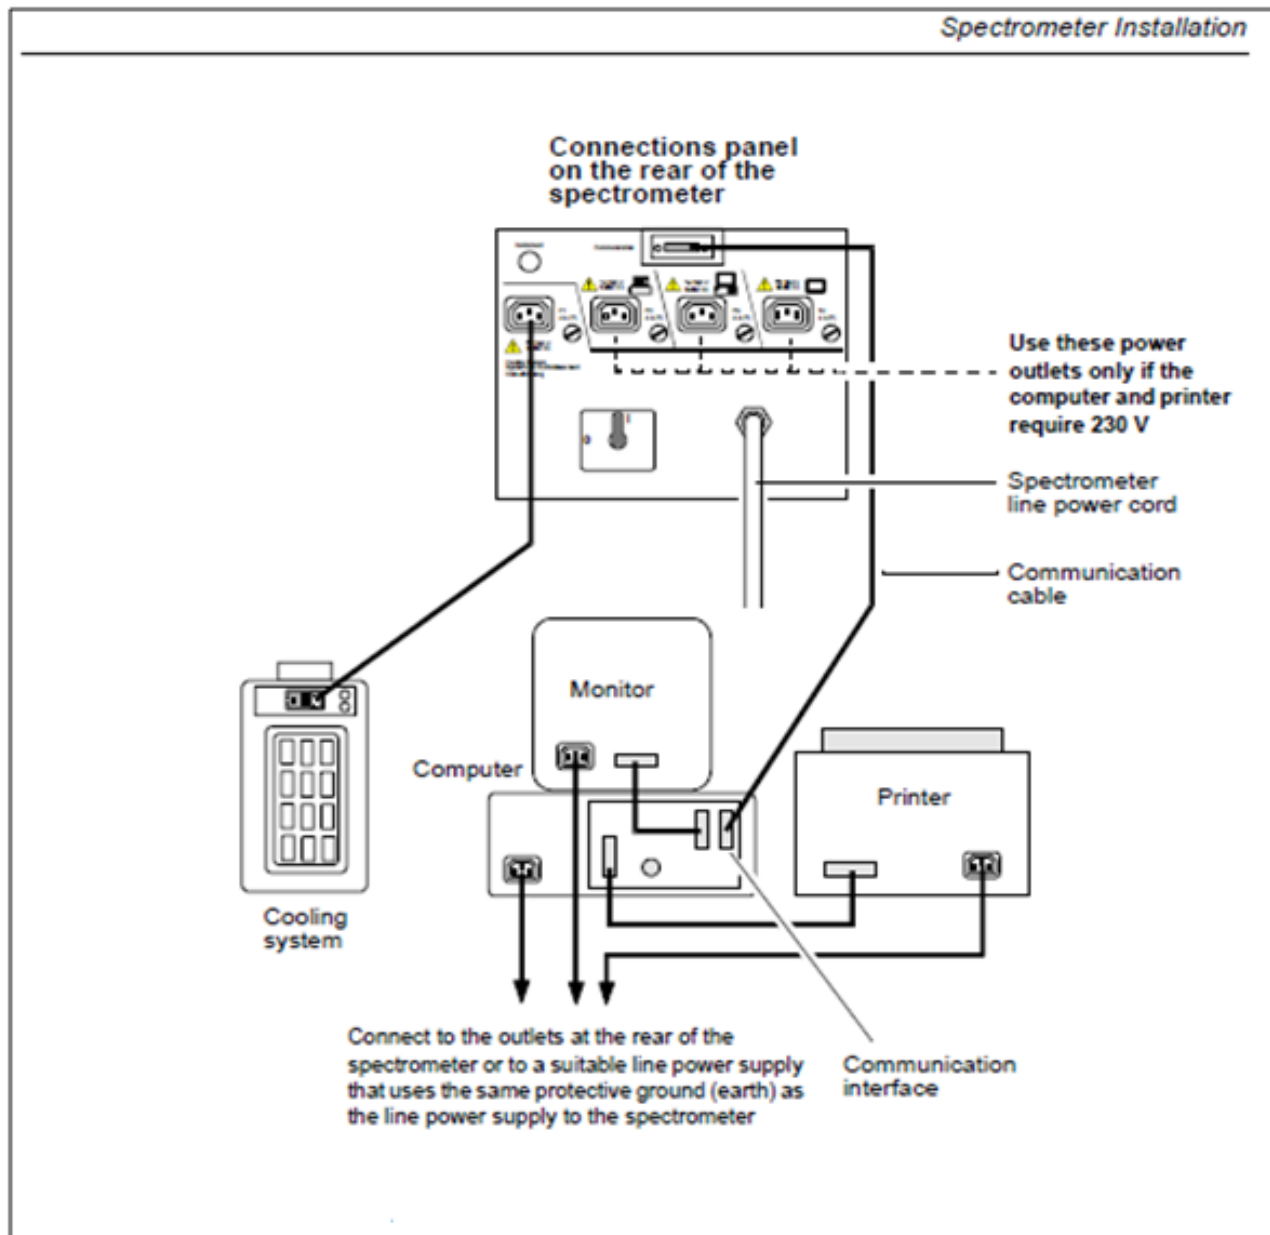 Spectrometer Installation
Connections panel
on the rear of the
spectrometer
0
I
Use these power
outlets only if the
computer and printer
require 230 V
Spectrometer
line power cord
Communication
cable
Monitor
Computer
Printer
Cooling
system
Connect to the outlets at the rear of the
spectrometer or to a suitable line power supply
that uses the same protective ground (earth) as
the line power supply to the spectrometer
Communication
interface